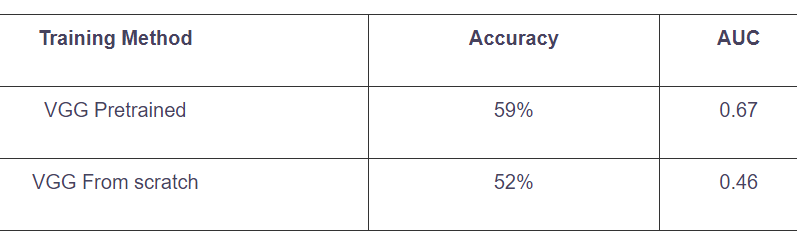 Training Method Accuracy AUC
VGG Pretrained 59% 0.67
VGG From scratch 52% 0.46